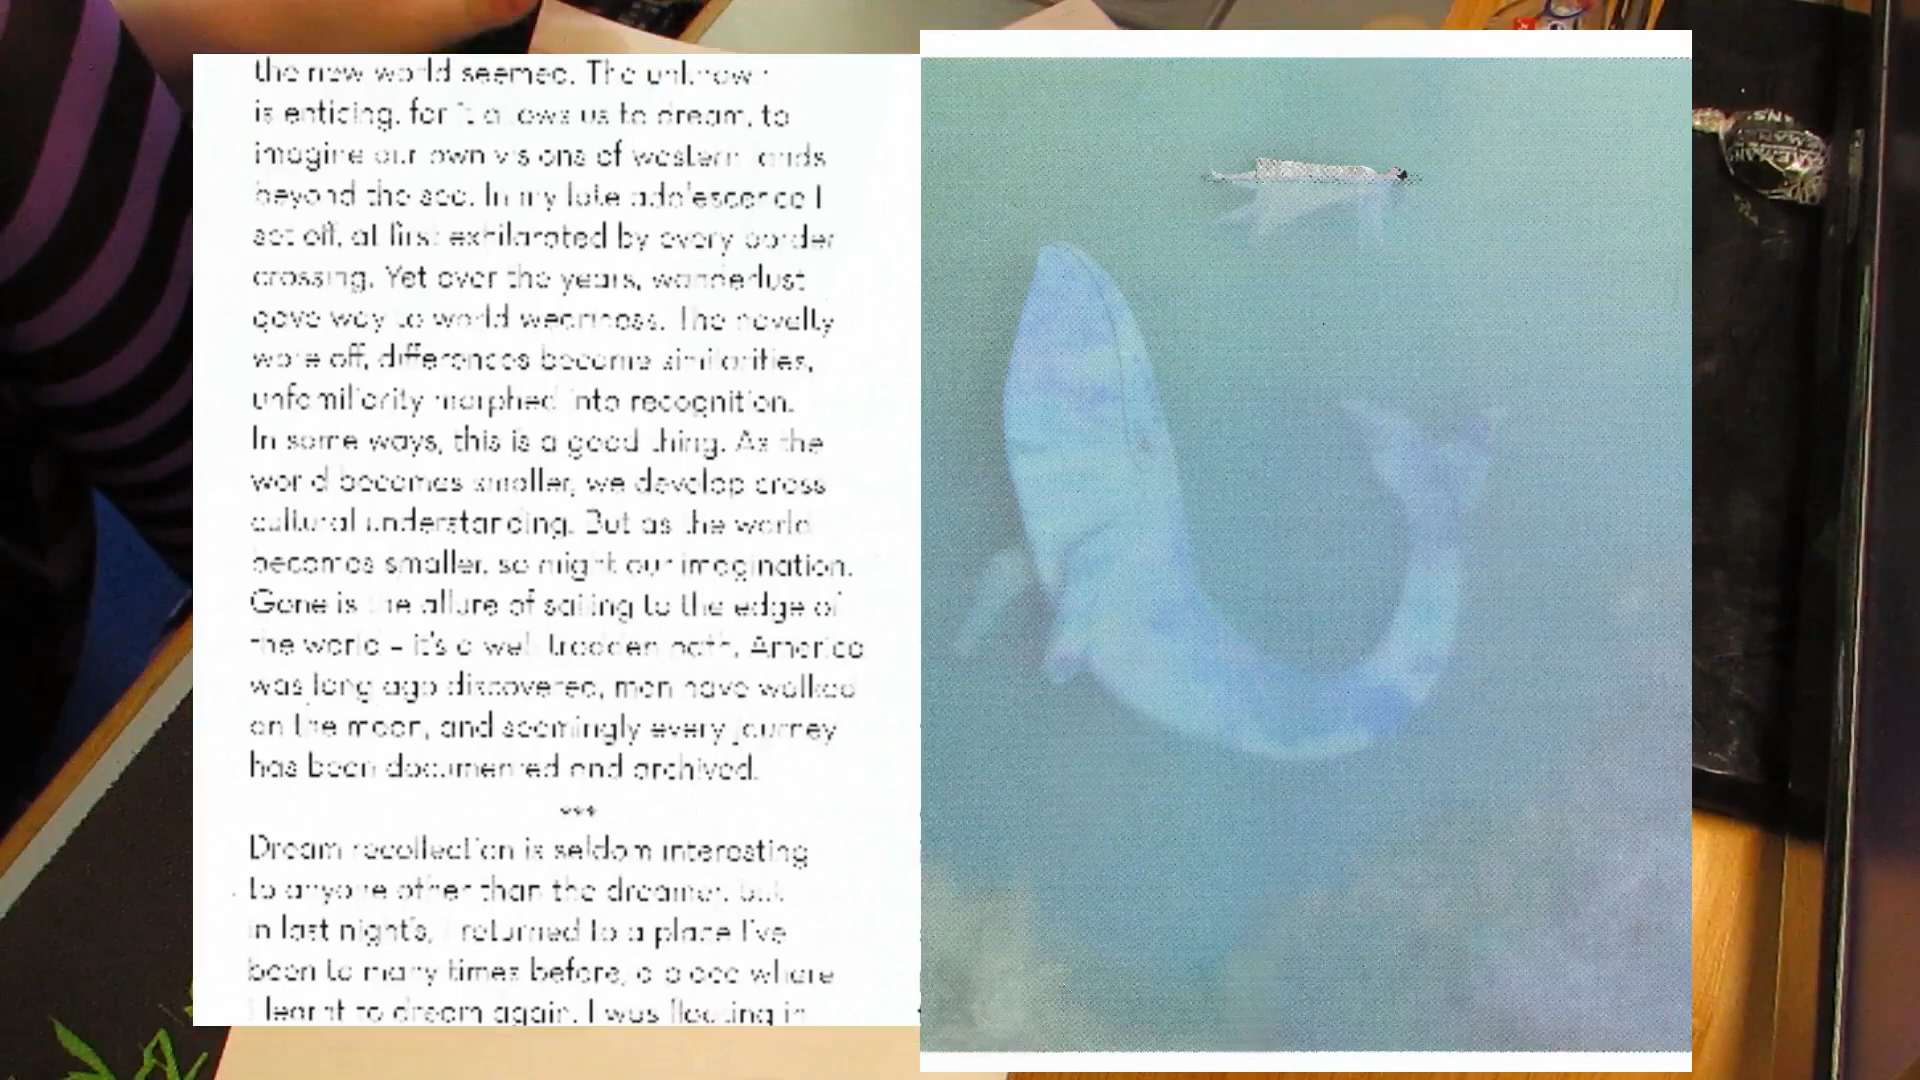 the new world seemed. The unknown
is enticing, for it allows us to dream, to
imagine our own visions of western lands
beyond the sea. In my late adolescence I
set off, at first exhilarated by every border
crossing. Yet over the years, wanderlust
gave way to world weariness. The novelty
wore off, differences became similarities,
unfamiliarity morphed into recognition.
In some ways, this is a good thing. As the
world becomes smaller, we develop cross
cultural understanding. But as the world
becomes smaller, so might our imagination.
Gone is the allure of sailing to the edge of
the world – it's a well trodden path. America
was long ago discovered, men have walked
on the moon, and seemingly every journey
has been documented and archived.
***
Dream recollection is seldom interesting
to anyone other than the dreamer, but
in last night's, I returned to a place I've
been to many times before, a place where
I learnt to dream again. I was floating in